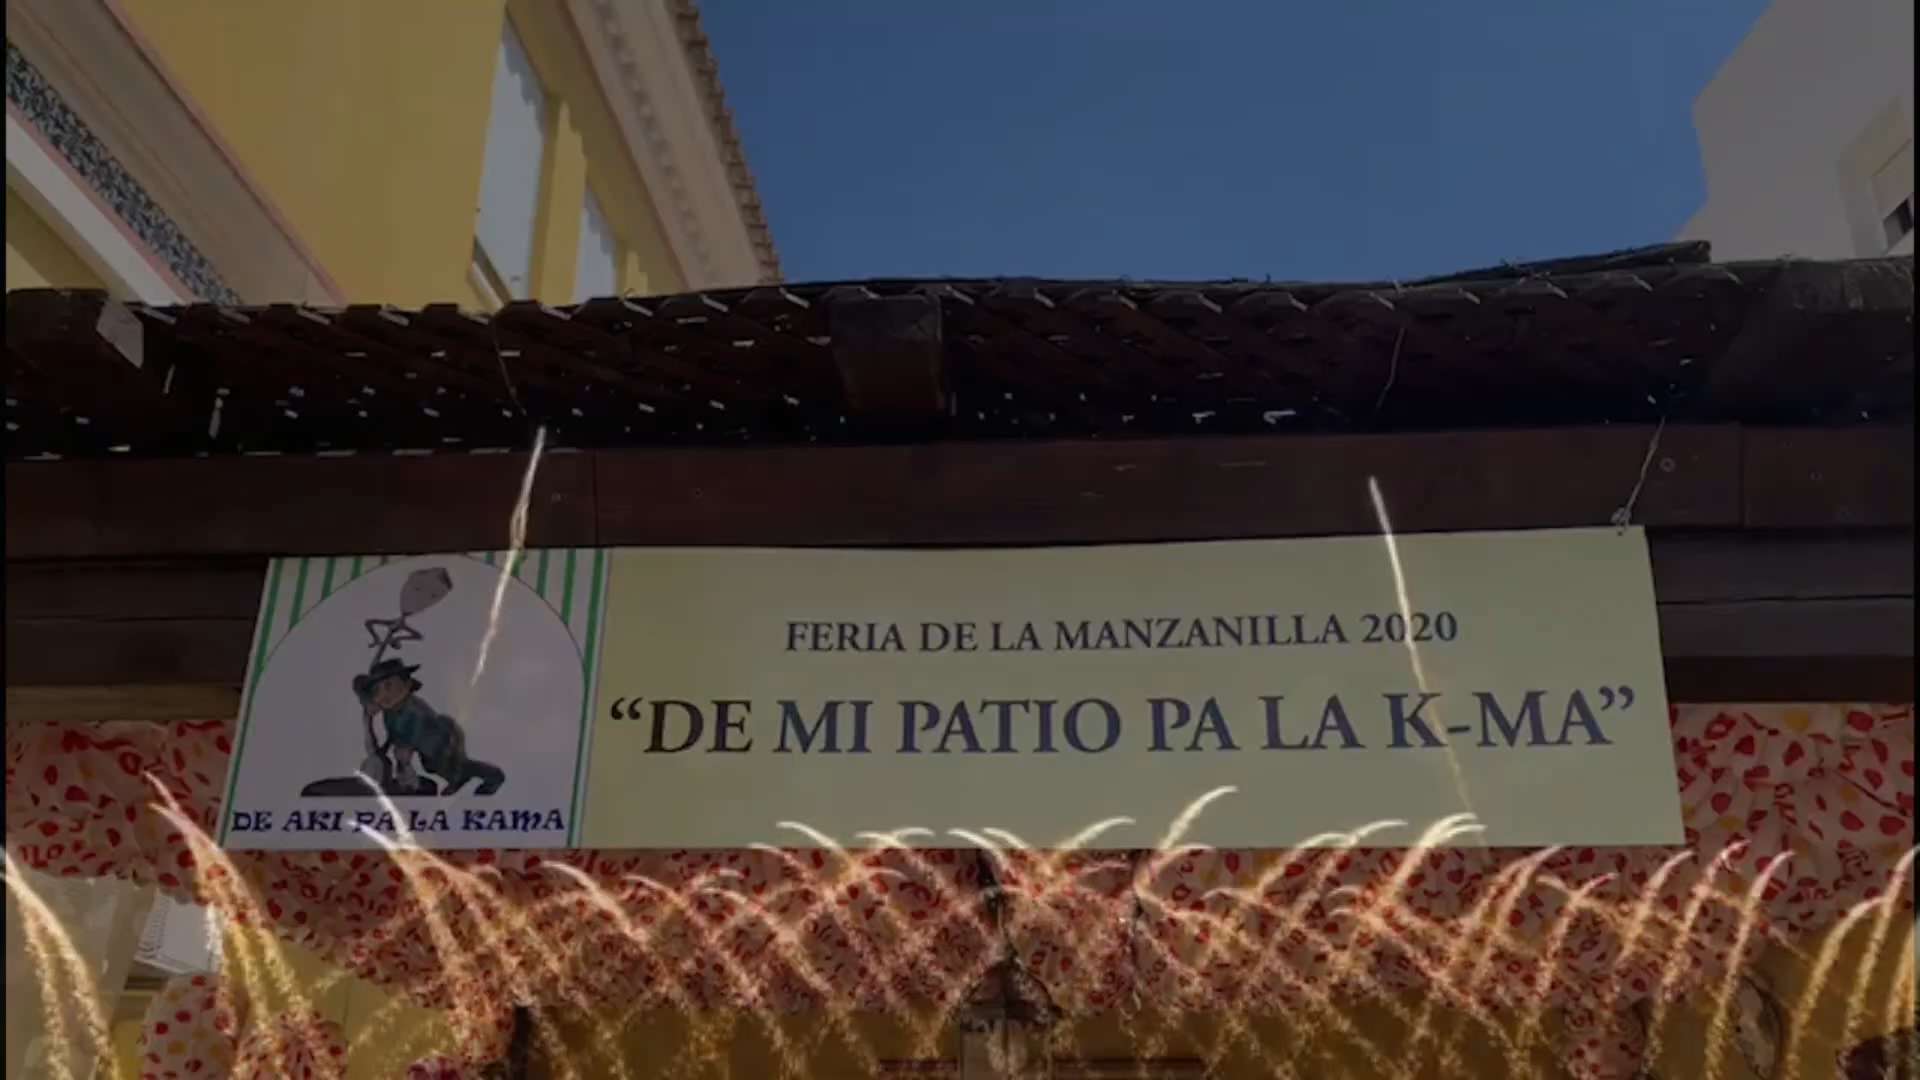 FERIA DE LA MANZANILLA 2020
“DE MI PATIO PA LA K-MA”
DE AKI PA LA KAMA